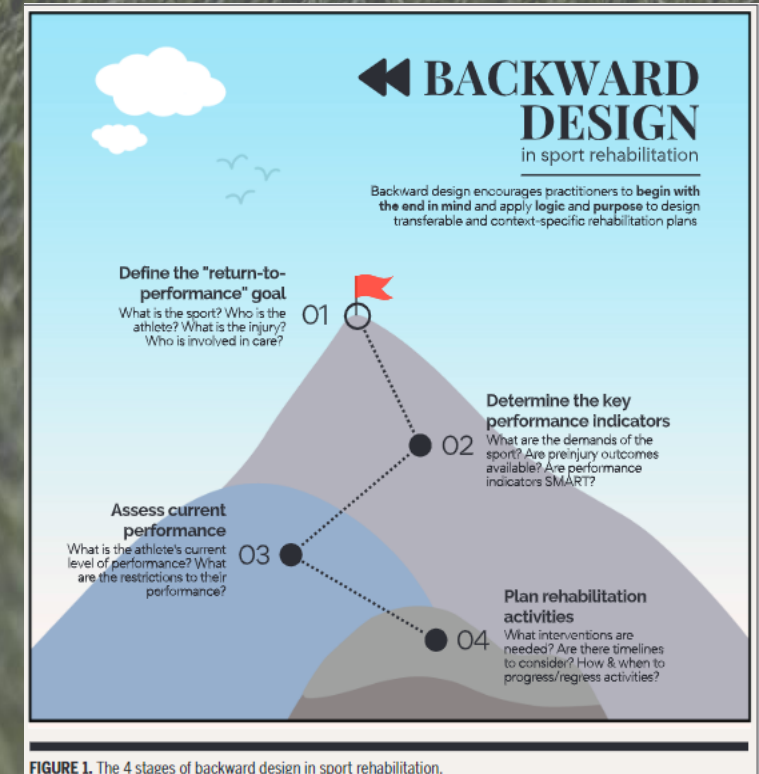 BACKWARD
DESIGN
in sport rehabilitation
Backward design encourages practitioners to begin with
the end in mind and apply logic and purpose to design
transferable and context-specific rehabilitation plans
Define the "return-to-
performance" goal
What is the sport? Who is the
athlete? What is the injury?
Who is involved in care?
01
Determine the key
performance indicators
What are the demands of the
sport? Are preinjury outcomes
available? Are performance
indicators SMART?
02
Assess current
performance
What is the athlete's current
level of performance? What
are the restrictions to their
performance?
03
Plan rehabilitation
activities
What interventions are
needed? Are there timelines
to consider? How & when to
progress/regress activities?
04
FIGURE 1. The 4 stages of backward design in sport rehabilitation.